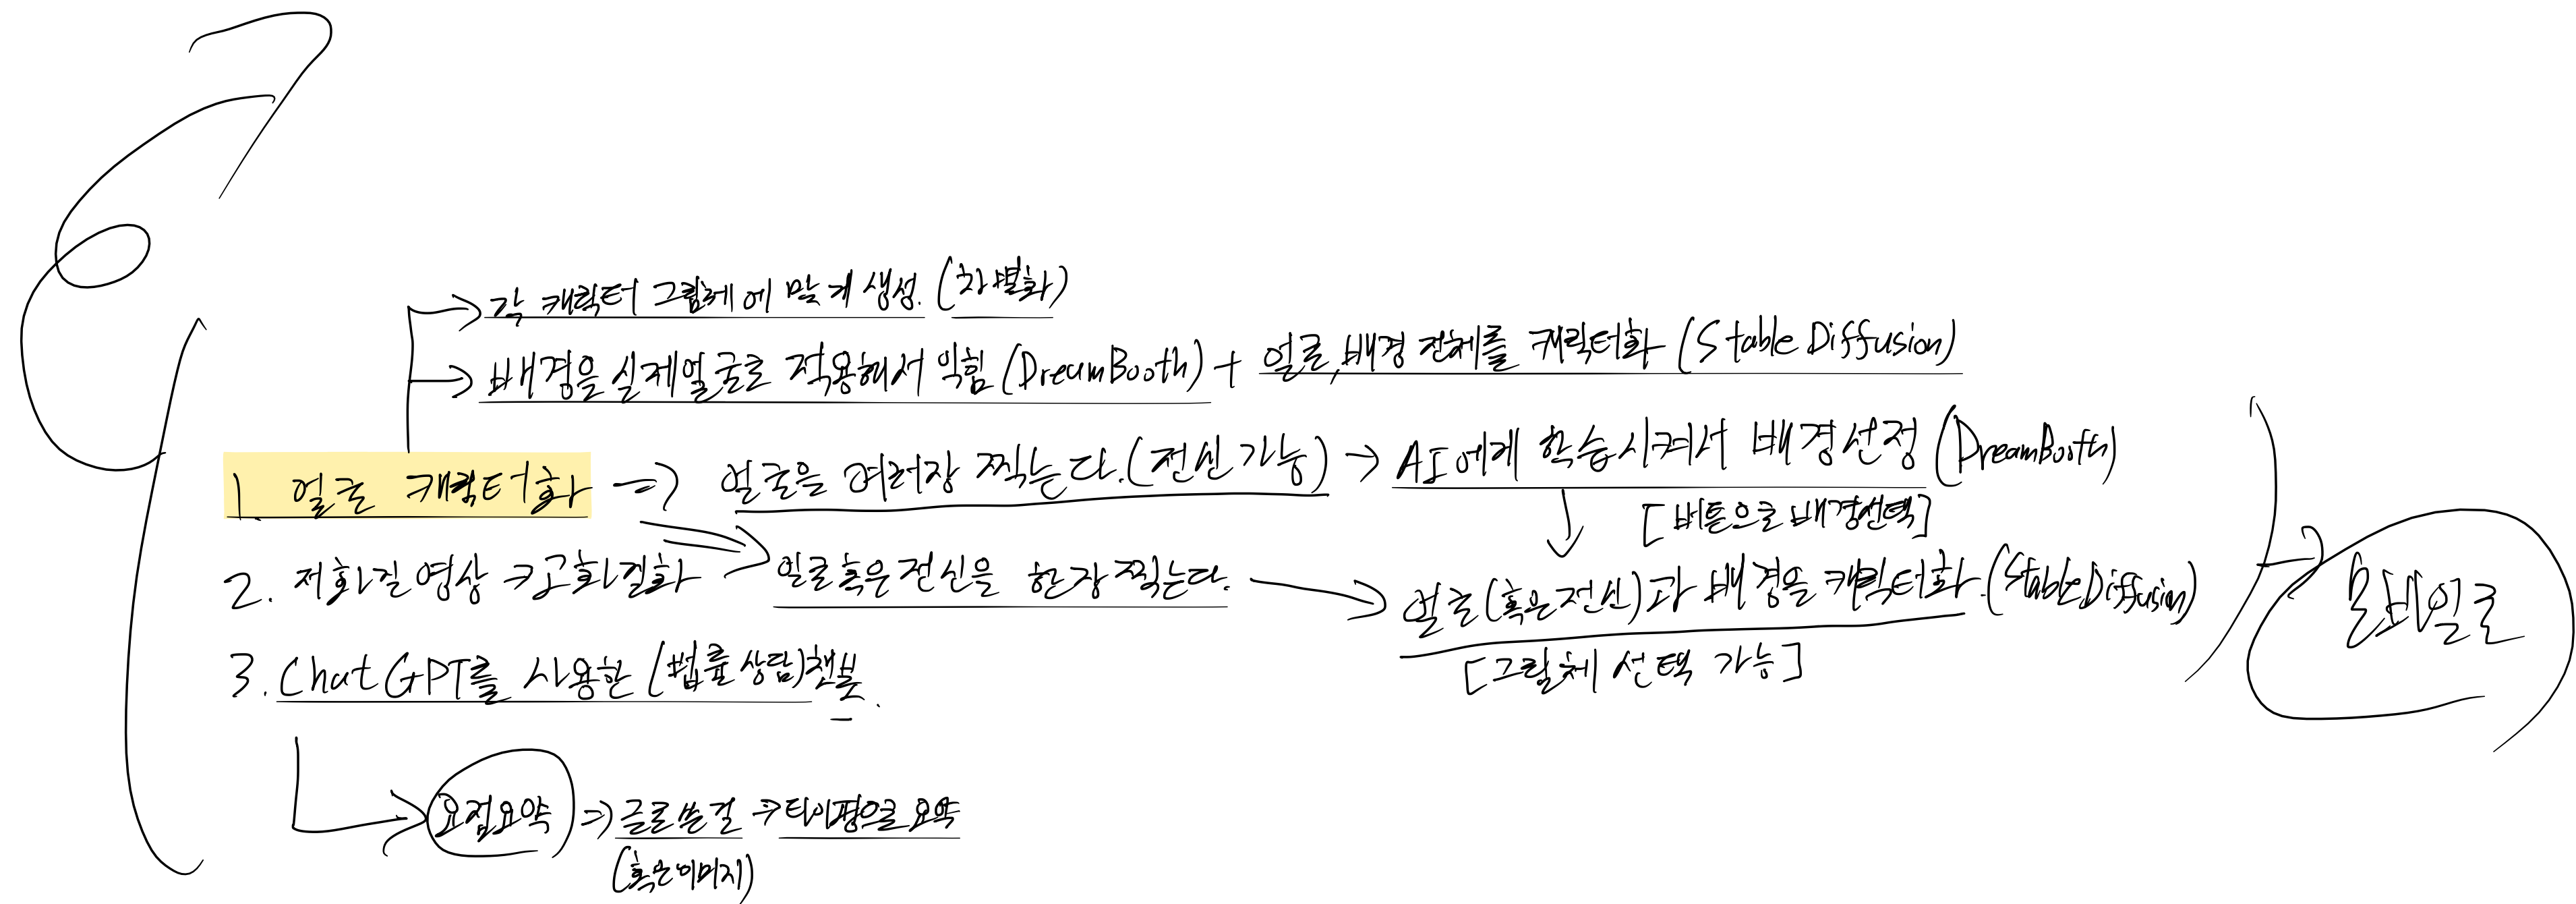 각 캐릭터 그림체에 맞게 생성. (차별화)
배경을 실제얼굴로 적용해서 익힘 (DreamBooth) + 얼굴, 배경 전체를 캐릭터화 (Stable Diffusion)
1. 얼굴 캐릭터화 => 얼굴을 여러장 찍는다. (전신 가능) → AI에게 학습시켜서 배경선정 (DreamBooth)
[버튼으로 배경선택]
2. 저화질 영상 → 고화질화
얼굴 혹은 전신을 한장 찍는다. → 얼굴(혹은 전신)과 배경을 캐릭터화. (Stable Diffusion)
[그림체 선택 가능]
3. Chat GPT를 사용한 (법률 상담) 챗봇.
요점요약 => 글로 쓴걸 → 타이핑으로 요약
(혹은 이미지)
모바일로